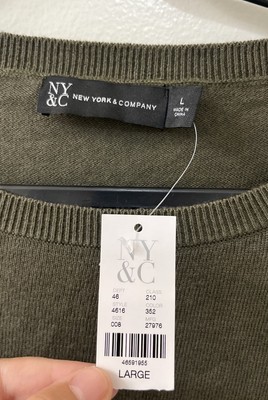 NY
&C
NEW YORK & COMPANY
L
MADE IN
CHINA
NY
&C
DEPT CLASS
46 210
STYLE COLOR
4616 352
SIZE MFG
008 27976
46591955
LARGE